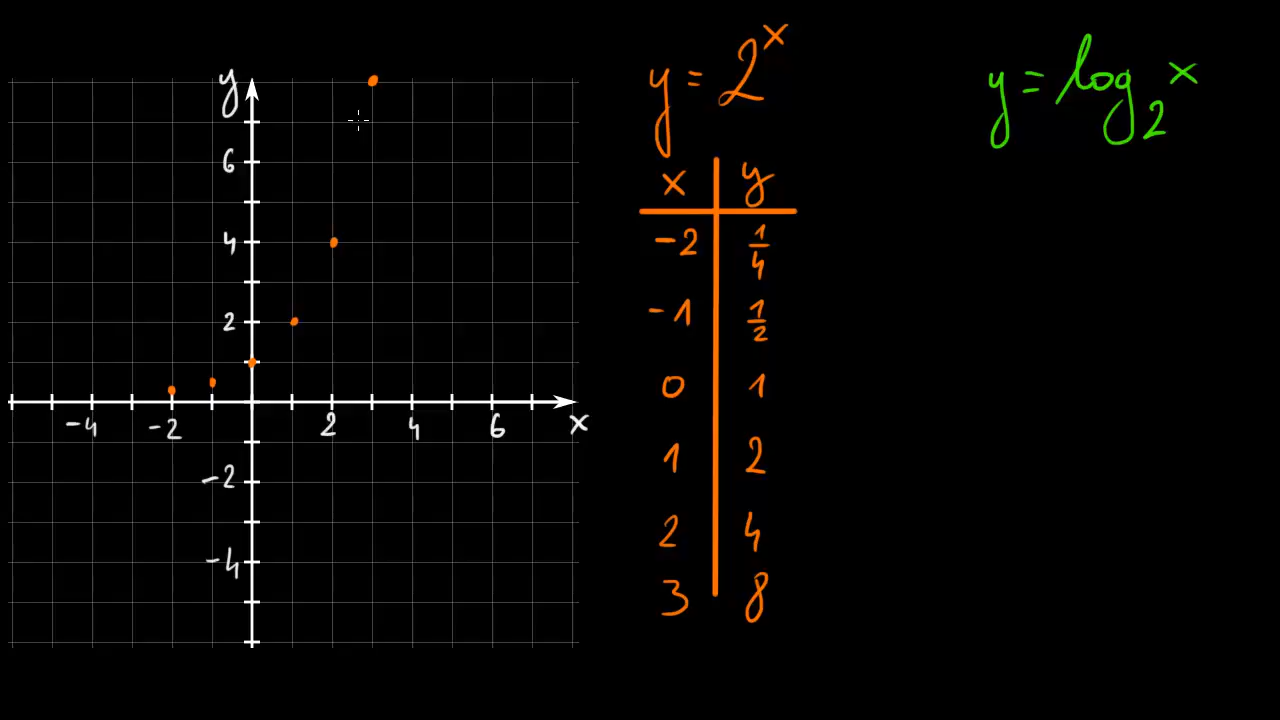 y
6
4
2
-4 -2 2 4 6 x
-2
-4
y = 2^x
x y
-2 1/4
-1 1/2
0 1
1 2
2 4
3 8
y = log_2 x